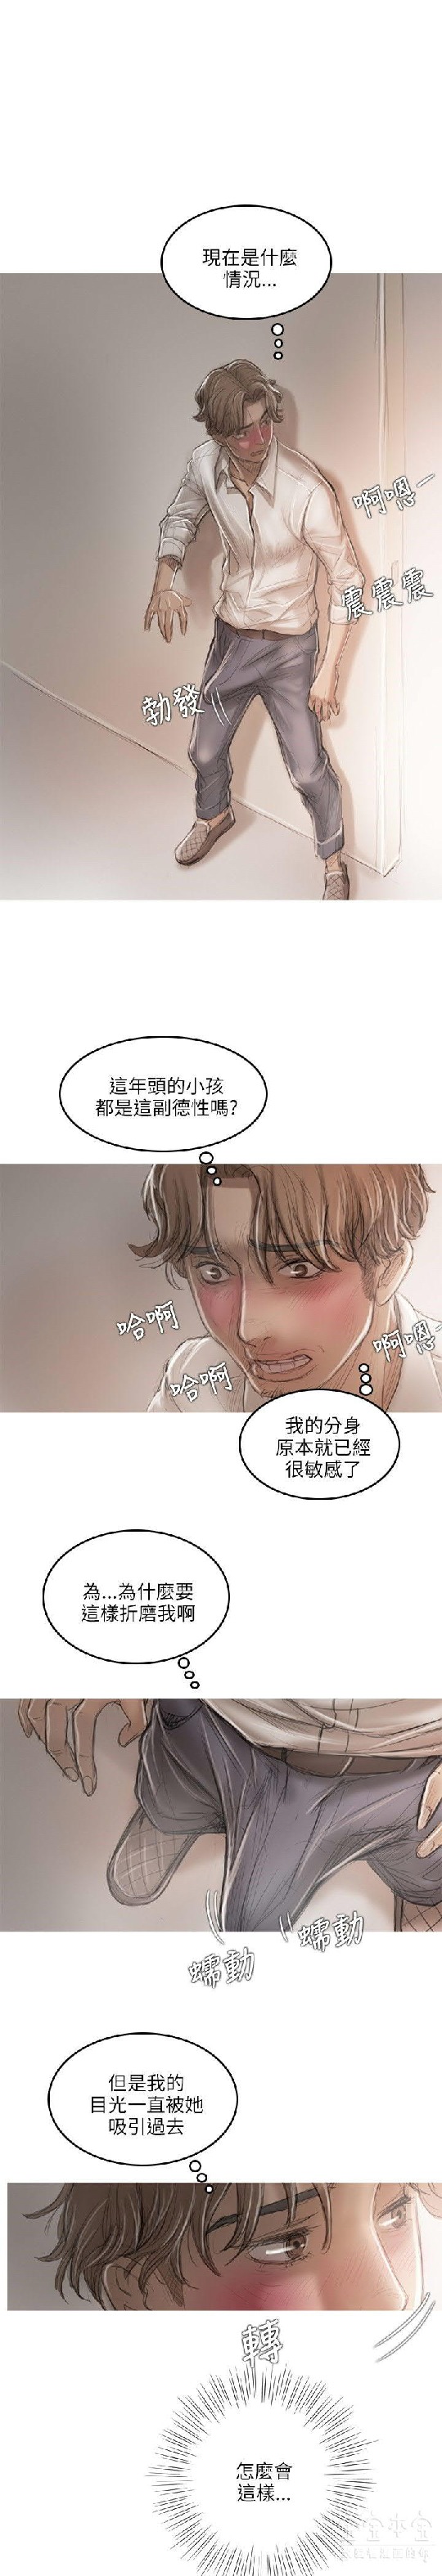 現在是什麼
情況...
啊嗯一
震震震
勃發
這年頭的小孩
都是這副德性嗎?
哈啊
啊嗯一
哈啊
我的分身
原本就已經
很敏感了
為...為什麼要
這樣折磨我啊
蠕動
蠕動
但是我的
目光一直被她
吸引過去
轉
怎麼會
這樣...